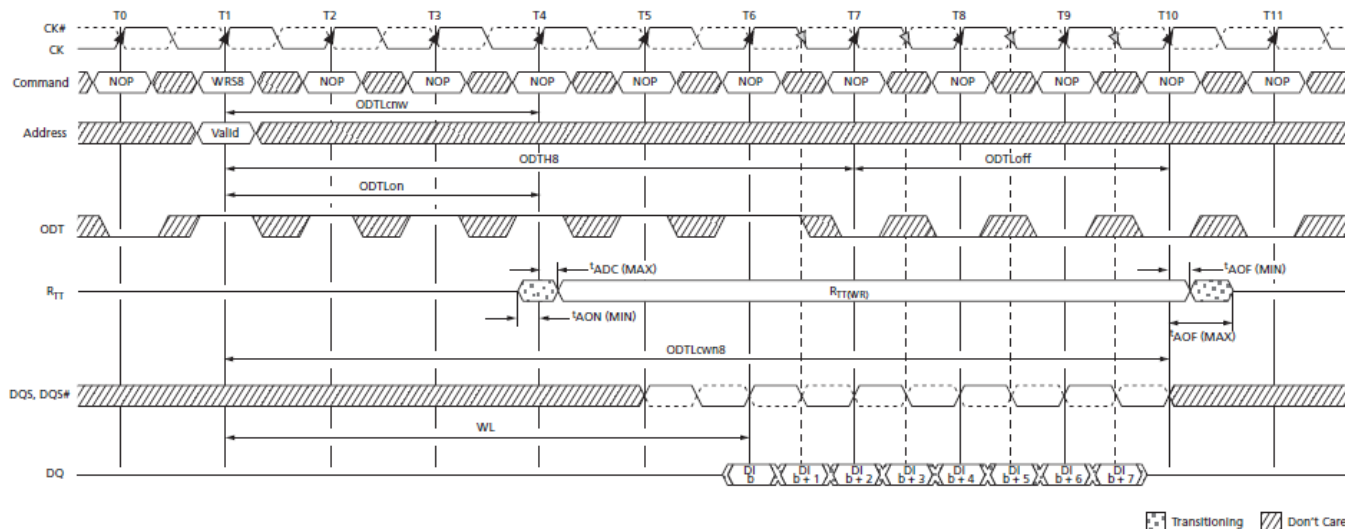 T0 T1 T2 T3 T4 T5 T6 T7 T8 T9 T10 T11
CK#
CK
Command NOP WRS8 NOP NOP NOP NOP NOP NOP NOP NOP NOP NOP
ODTLcnw
Address Valid
ODTH8 ODTLoff
ODTLon
ODT
tADC (MAX) tAOF (MIN)
RTT RTT(WR)
tAON (MIN)
tAOF (MAX)
ODTLcwn8
DQS, DQS#
WL
DQ DI b DI b + 1 DI b + 2 DI b + 3 DI b + 4 DI b + 5 DI b + 6 DI b + 7
Transitioning Don't Care